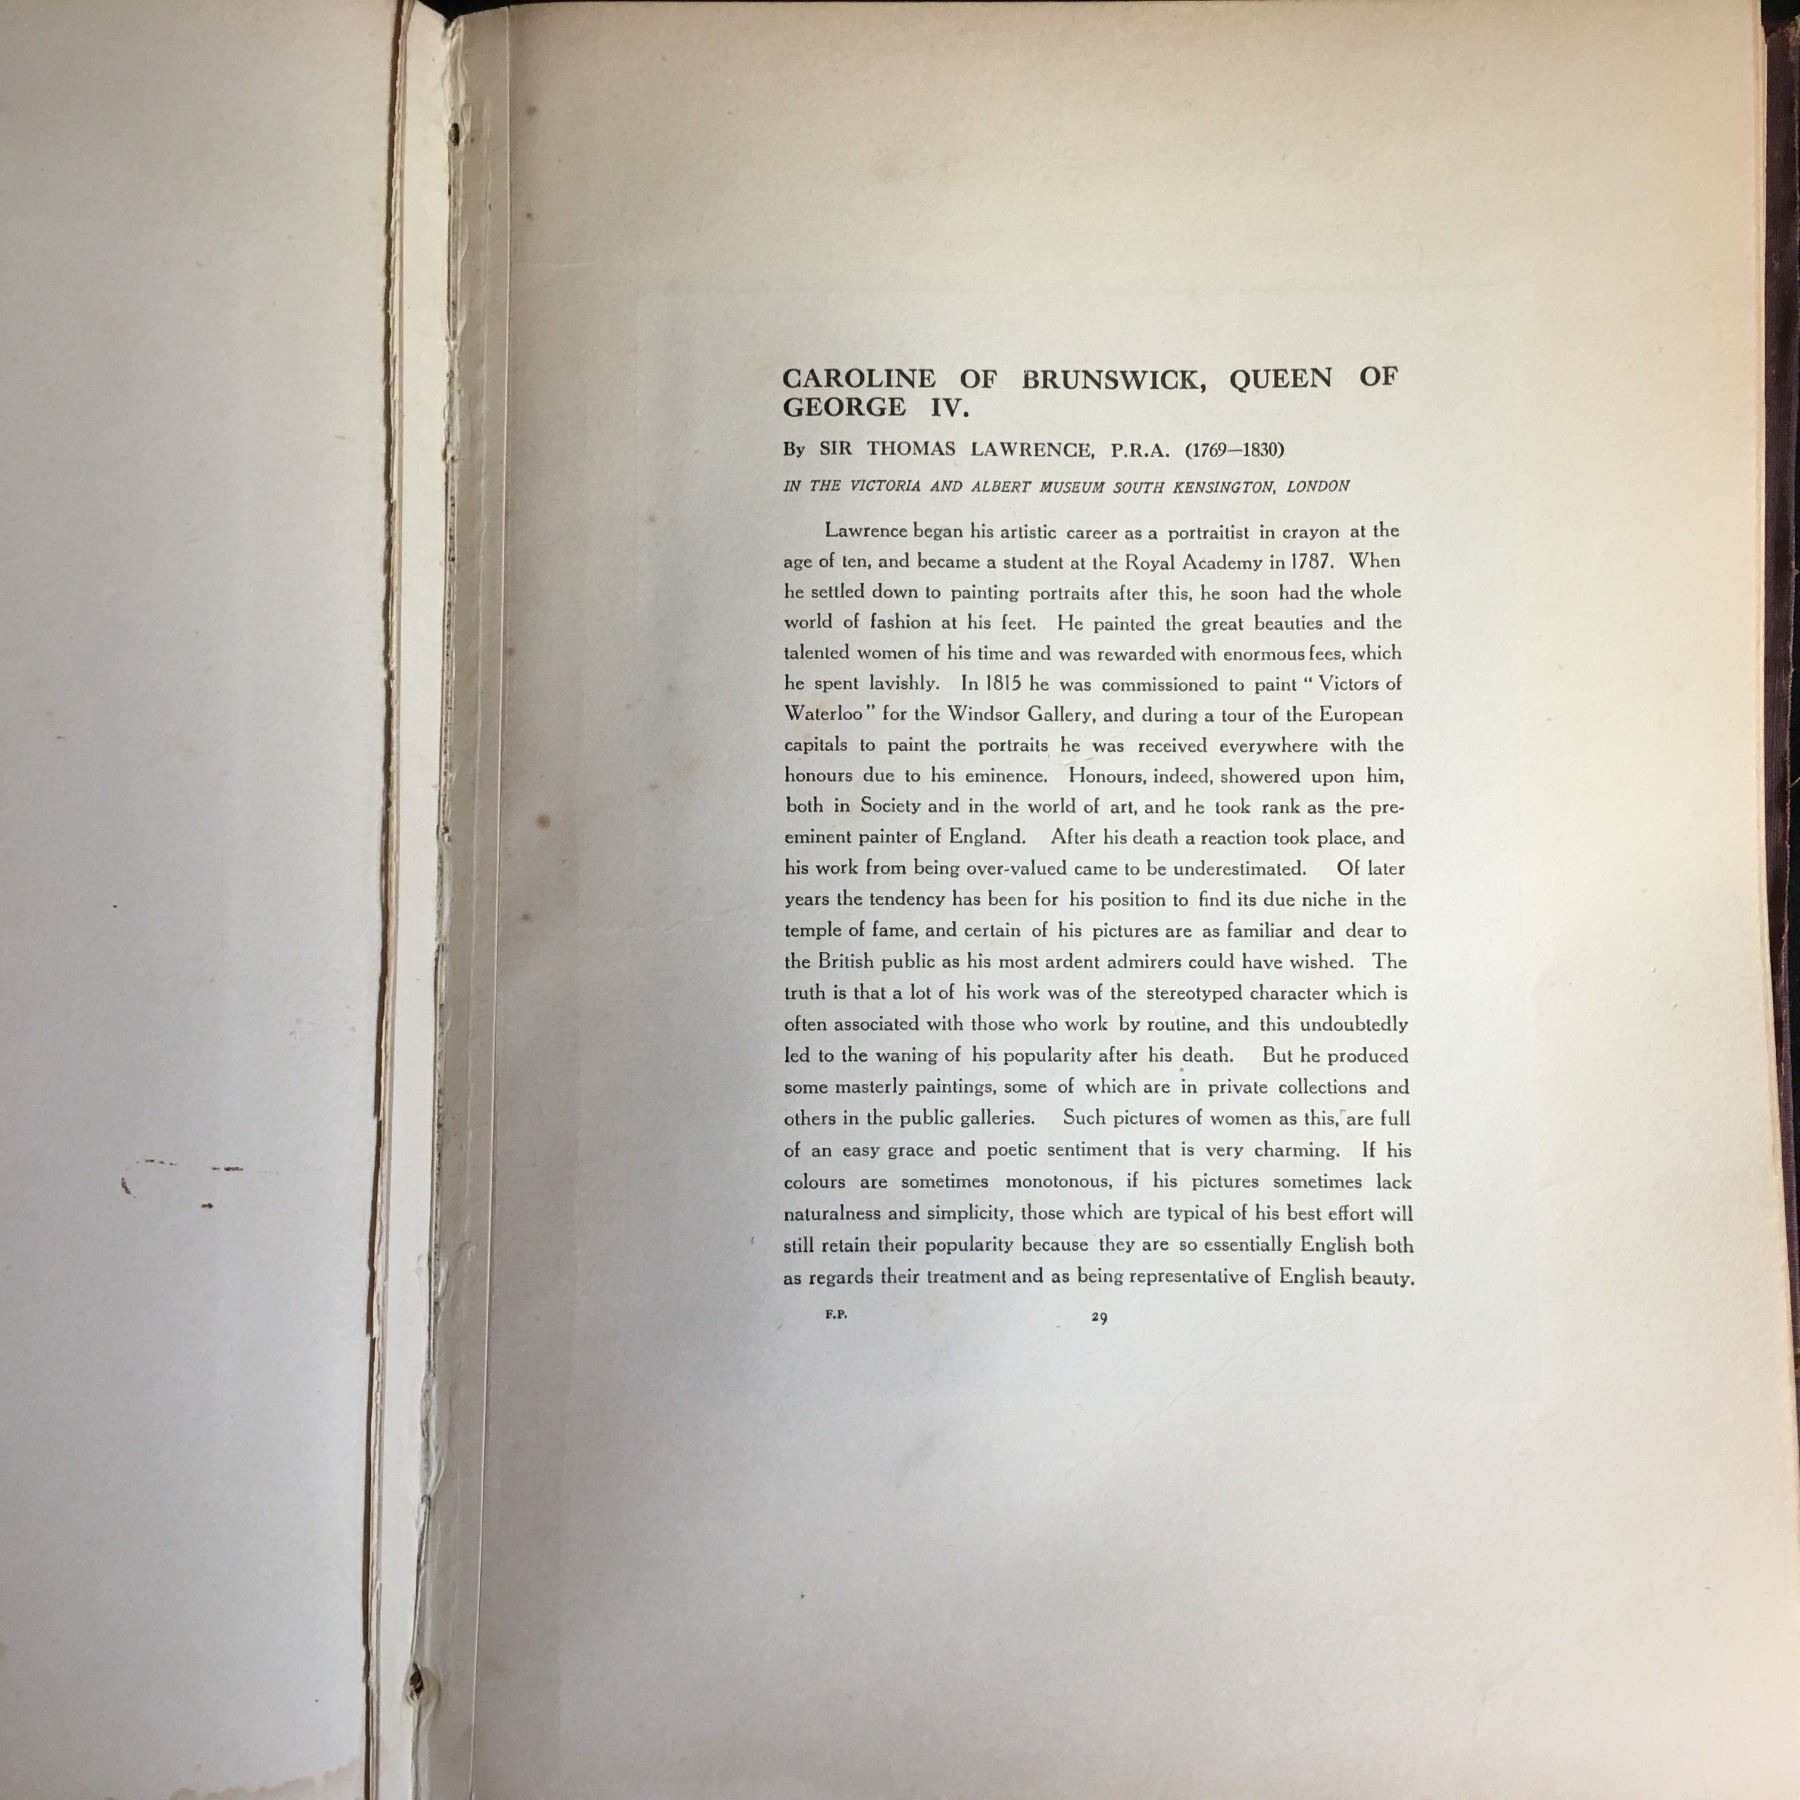 CAROLINE OF BRUNSWICK, QUEEN OF
GEORGE IV.
By SIR THOMAS LAWRENCE, P.R.A. (1769—1830)
IN THE VICTORIA AND ALBERT MUSEUM SOUTH KENSINGTON, LONDON
Lawrence began his artistic career as a portraitist in crayon at the
age of ten, and became a student at the Royal Academy in 1787. When
he settled down to painting portraits after this, he soon had the whole
world of fashion at his feet. He painted the great beauties and the
talented women of his time and was rewarded with enormous fees, which
he spent lavishly. In 1815 he was commissioned to paint “ Victors of
Waterloo ” for the Windsor Gallery, and during a tour of the European
capitals to paint the portraits he was received everywhere with the
honours due to his eminence. Honours, indeed, showered upon him,
both in Society and in the world of art, and he took rank as the pre-
eminent painter of England. After his death a reaction took place, and
his work from being over-valued came to be underestimated. Of later
years the tendency has been for his position to find its due niche in the
temple of fame, and certain of his pictures are as familiar and dear to
the British public as his most ardent admirers could have wished. The
truth is that a lot of his work was of the stereotyped character which is
often associated with those who work by routine, and this undoubtedly
led to the waning of his popularity after his death. But he produced
some masterly paintings, some of which are in private collections and
others in the public galleries. Such pictures of women as this, are full
of an easy grace and poetic sentiment that is very charming. If his
colours are sometimes monotonous, if his pictures sometimes lack
naturalness and simplicity, those which are typical of his best effort will
still retain their popularity because they are so essentially English both
as regards their treatment and as being representative of English beauty.
F.P. 29